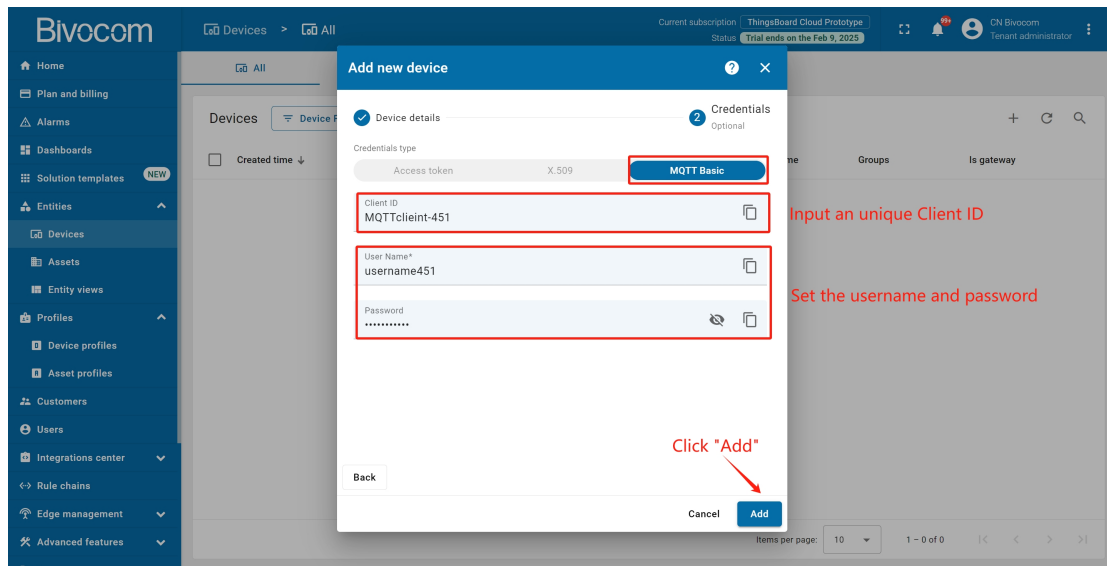 Bivocom
Devices > All
Current subscription ThingsBoard Cloud Prototype
Status Trial ends on the Feb 9, 2025
99+
CN Bivocom
Tenant administrator
Home
Plan and billing
Alarms
Dashboards
Solution templates NEW
Entities
Devices
Assets
Entity views
Profiles
Device profiles
Asset profiles
Customers
Users
Integrations center
Rule chains
Edge management
Advanced features
All
Devices
Device
Created time ↓
Groups
Is gateway
Add new device
Device details
2
Credentials
Optional
Credentials type
Access token X.509 MQTT Basic
Client ID
MQTTclieint-451
Input an unique Client ID
User Name*
username451
Set the username and password
Password
Click "Add"
Back
Cancel Add
Items per page: 10 1 – 0 of 0